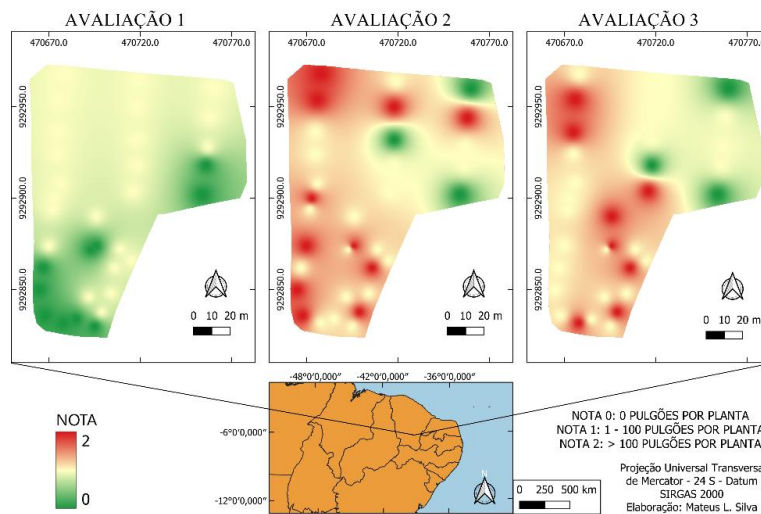 AVALIAÇÃO 1
AVALIAÇÃO 2
AVALIAÇÃO 3
470670.0 470720.0 470770.0
470670.0 470720.0 470770.0
470670.0 470720.0 470770.0
9292950.0
9292900.0
9292850.0
9292950.0
9292900.0
9292850.0
9292950.0
9292900.0
9292850.0
0 10 20 m
0 10 20 m
0 10 20 m
NOTA
2
0
-48°0'0,000" -42°0'0,000" -36°0'0,000"
-6°0'0,000"
-12°0'0,000"
N
0 250 500 km
NOTA 0: 0 PULGÕES POR PLANTA
NOTA 1: 1 - 100 PULGÕES POR PLANTA
NOTA 2: > 100 PULGÕES POR PLANTA
Projeção Universal Transversa
de Mercator - 24 S - Datum
SIRGAS 2000
Elaboração: Mateus L. Silva